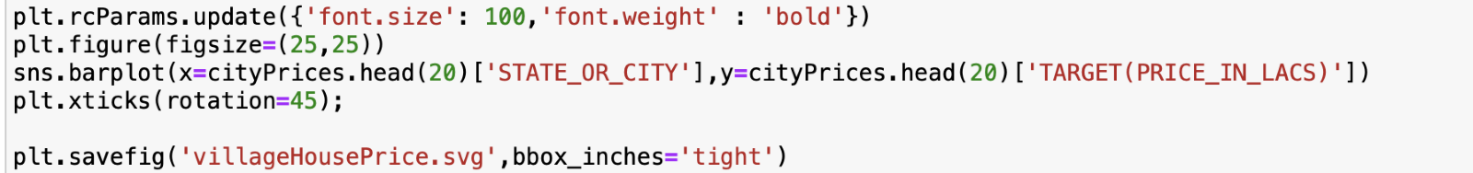 plt.rcParams.update({'font.size': 100,'font.weight' : 'bold'})
plt.figure(figsize=(25,25))
sns.barplot(x=cityPrices.head(20)['STATE_OR_CITY'],y=cityPrices.head(20)['TARGET(PRICE_IN_LACS)'])
plt.xticks(rotation=45);

plt.savefig('villageHousePrice.svg',bbox_inches='tight')